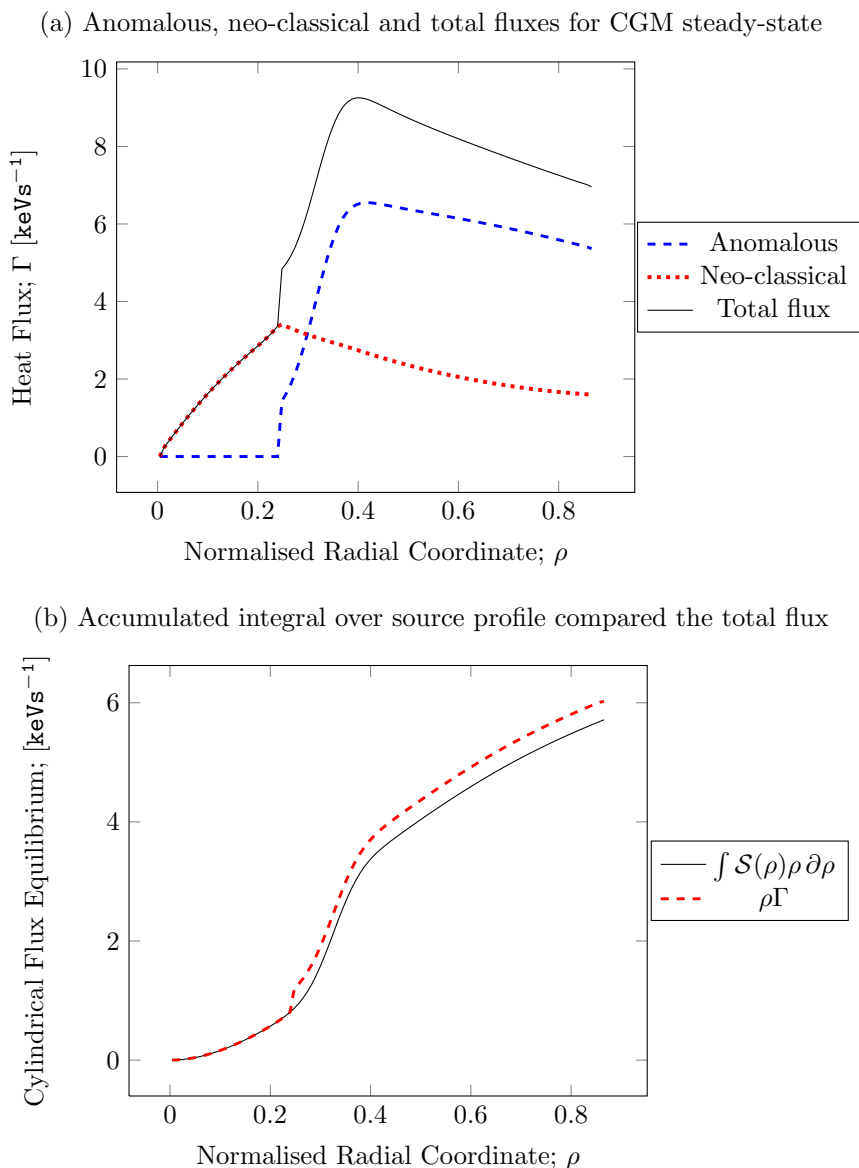 (a) Anomalous, neo-classical and total fluxes for CGM steady-state
10
8
6
4
2
0
Heat Flux; Γ [keVs⁻¹]
0 0.2 0.4 0.6 0.8
Normalised Radial Coordinate; ρ
Anomalous
Neo-classical
Total flux
(b) Accumulated integral over source profile compared the total flux
6
4
2
0
Cylindrical Flux Equilibrium; [keVs⁻¹]
0 0.2 0.4 0.6 0.8
Normalised Radial Coordinate; ρ
∫ 𝒮(ρ)ρ ∂ρ
ρΓ